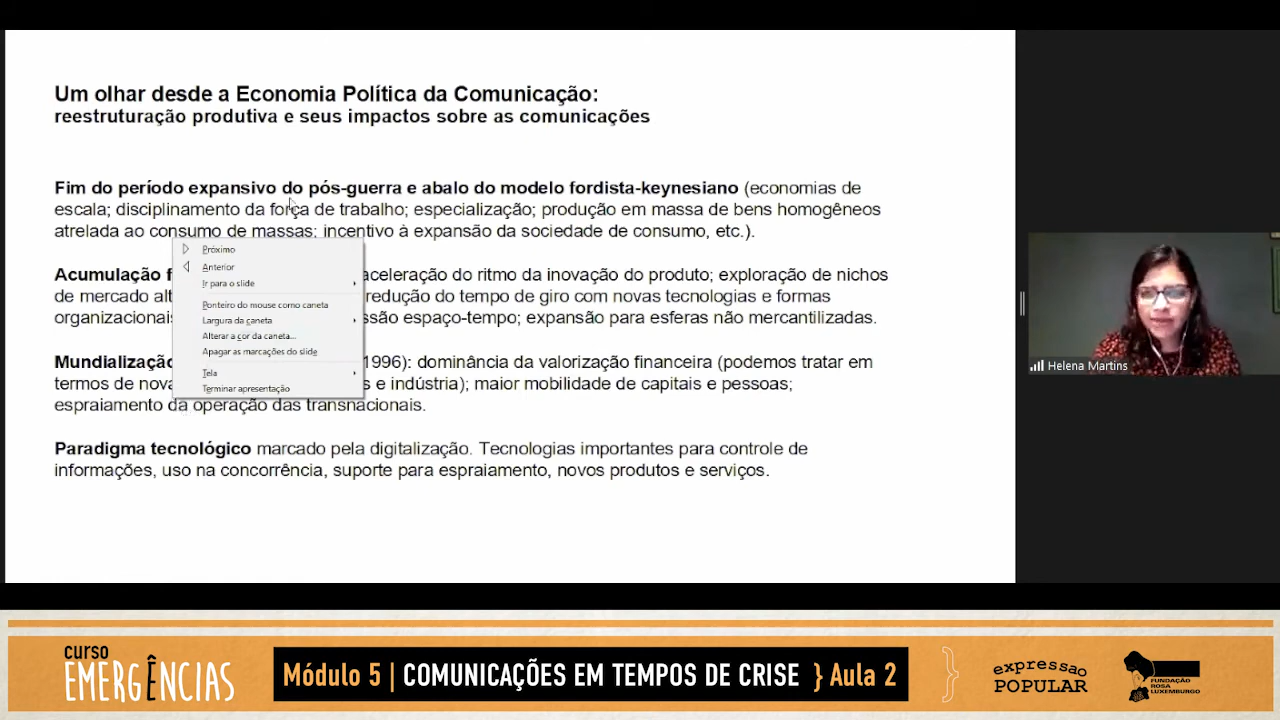 Um olhar desde a Economia Política da Comunicação:
reestruturação produtiva e seus impactos sobre as comunicações
Fim do período expansivo do pós-guerra e abalo do modelo fordista-keynesiano (economias de
escala; disciplinamento da força de trabalho; especialização; produção em massa de bens homogêneos
atrelada ao consumo de massas; incentivo à expansão da sociedade de consumo, etc.).
Acumulação f aceleração do ritmo da inovação do produto; exploração de nichos
de mercado alt redução do tempo de giro com novas tecnologias e formas
organizacionais ssão espaço-tempo; expansão para esferas não mercantilizadas.
Mundialização 1996): dominância da valorização financeira (podemos tratar em
termos de nova s e indústria); maior mobilidade de capitais e pessoas;
espraiamento da operação das transnacionais.
Paradigma tecnológico marcado pela digitalização. Tecnologias importantes para controle de
informações, uso na concorrência, suporte para espraiamento, novos produtos e serviços.
Próximo
Anterior
Ir para o slide
Ponteiro do mouse como caneta
Largura da caneta
Alterar a cor da caneta...
Apagar as marcações do slide
Tela
Terminar apresentação
Helena Martins
curso
EMERGÊNCIAS
Módulo 5 | COMUNICAÇÕES EM TEMPOS DE CRISE } Aula 2
expressão
POPULAR
FUNDAÇÃO
ROSA
LUXEMBURGO